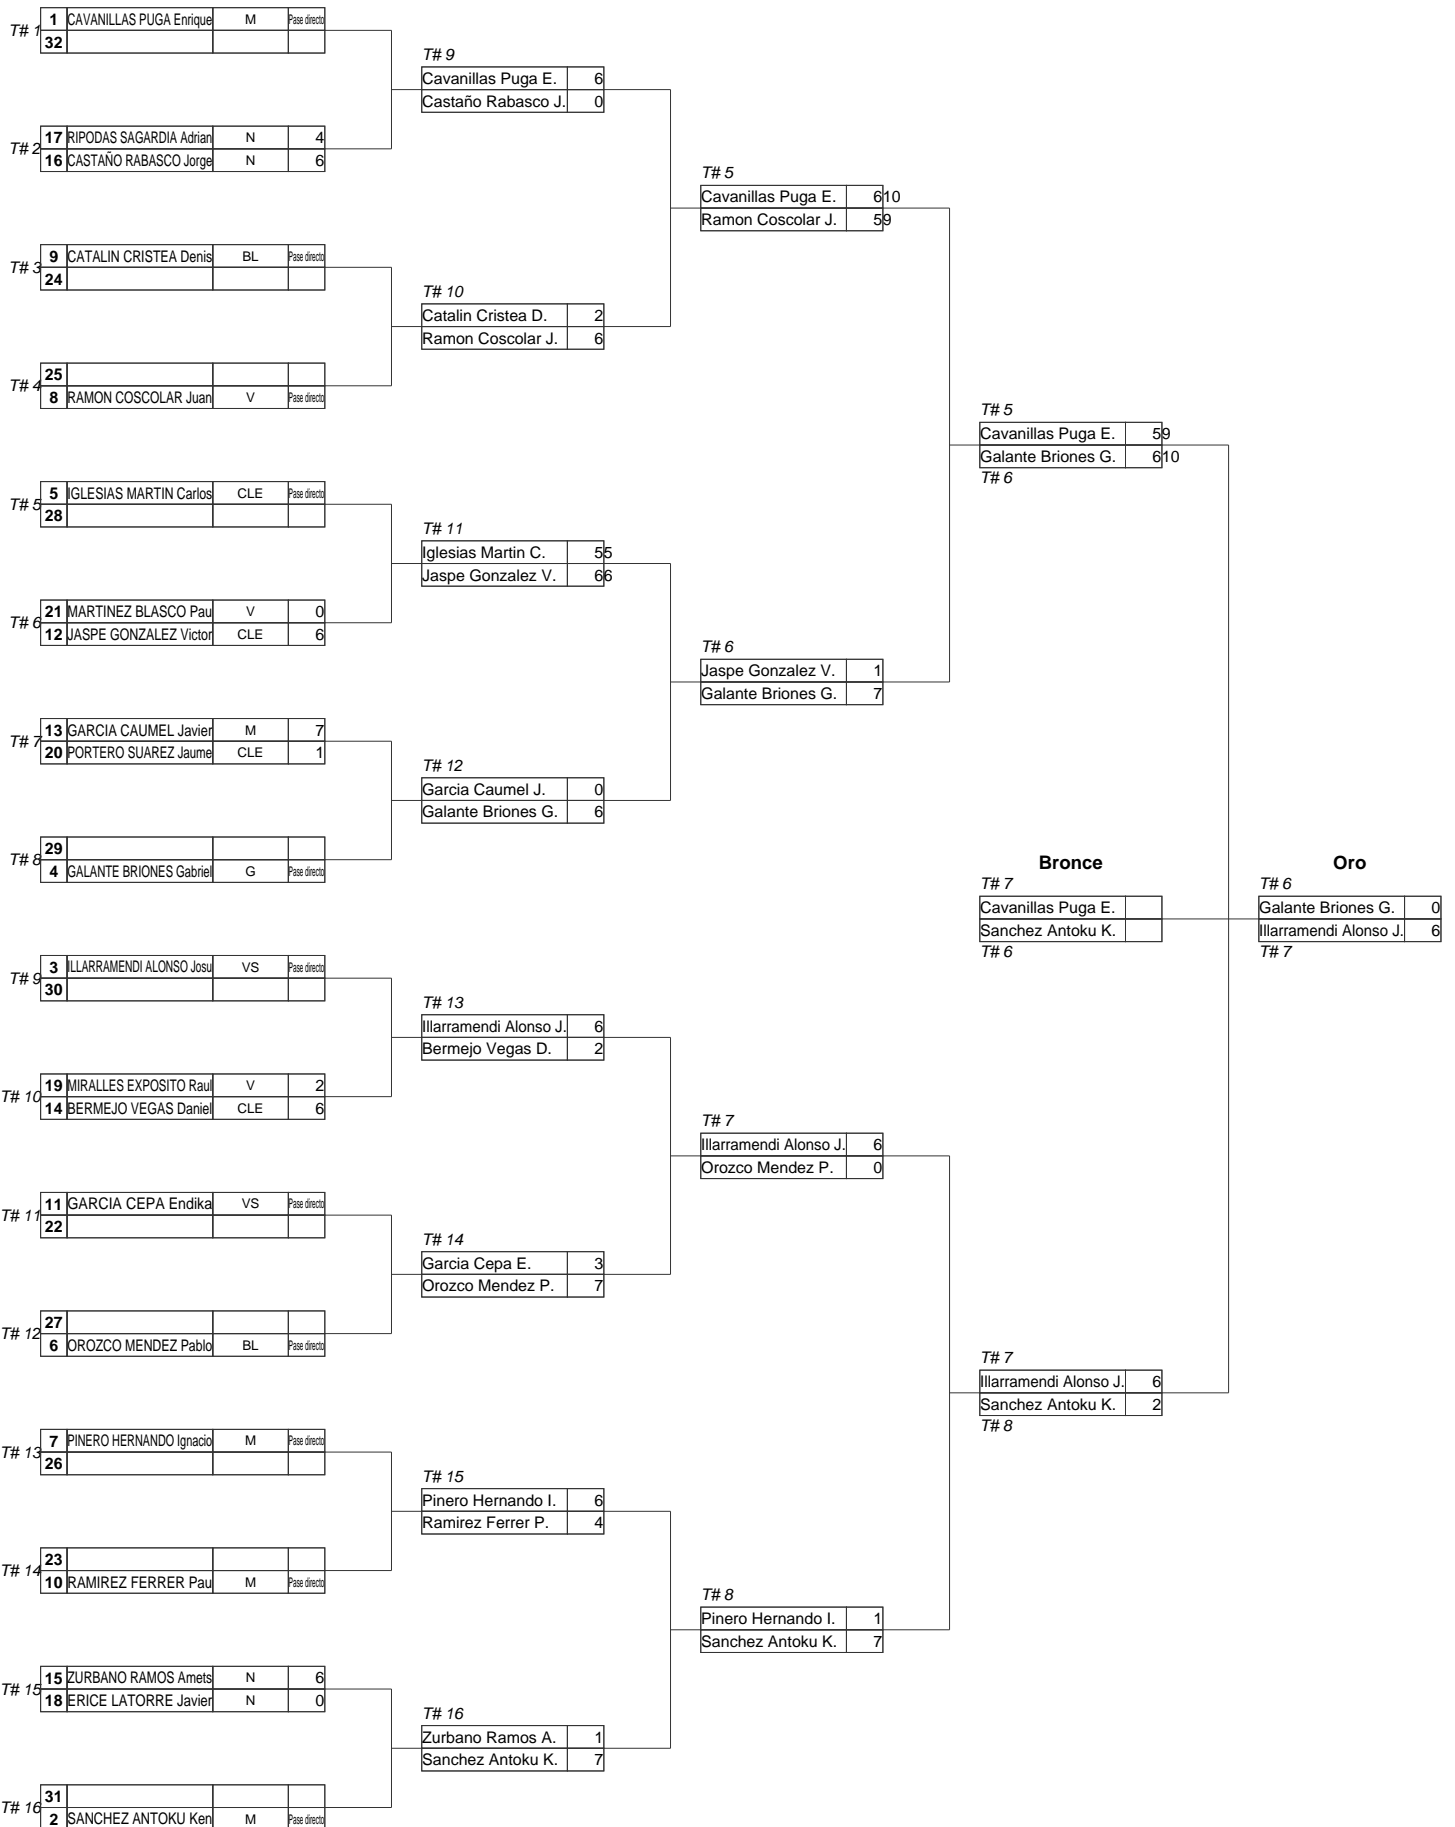 T# 1
1 CAVANILLAS PUGA Enrique M Pase directo
32
T# 2
17 RIPODAS SAGARDIA Adrian N 4
16 CASTAÑO RABASCO Jorge N 6
T# 3
9 CATALIN CRISTEA Denis BL Pase directo
24
T# 4
25
8 RAMON COSCOLAR Juan V Pase directo
T# 5
5 IGLESIAS MARTIN Carlos CLE Pase directo
28
T# 6
21 MARTINEZ BLASCO Pau V 0
12 JASPE GONZALEZ Victor CLE 6
T# 7
13 GARCIA CAUMEL Javier M 7
20 PORTERO SUAREZ Jaume CLE 1
T# 8
29
4 GALANTE BRIONES Gabriel G Pase directo
T# 9
3 ILLARRAMENDI ALONSO Josu VS Pase directo
30
T# 10
19 MIRALLES EXPOSITO Raul V 2
14 BERMEJO VEGAS Daniel CLE 6
T# 11
11 GARCIA CEPA Endika VS Pase directo
22
T# 12
27
6 OROZCO MENDEZ Pablo BL Pase directo
T# 13
7 PINERO HERNANDO Ignacio M Pase directo
26
T# 14
23
10 RAMIREZ FERRER Pau M Pase directo
T# 15
15 ZURBANO RAMOS Amets N 6
18 ERICE LATORRE Javier N 0
T# 16
31
2 SANCHEZ ANTOKU Ken M Pase directo
T# 9
Cavanillas Puga E. 6
Castaño Rabasco J. 0
T# 10
Catalin Cristea D. 2
Ramon Coscolar J. 6
T# 11
Iglesias Martin C. 55
Jaspe Gonzalez V. 66
T# 12
Garcia Caumel J. 0
Galante Briones G. 6
T# 13
Illarramendi Alonso J. 6
Bermejo Vegas D. 2
T# 14
Garcia Cepa E. 3
Orozco Mendez P. 7
T# 15
Pinero Hernando I. 6
Ramirez Ferrer P. 4
T# 16
Zurbano Ramos A. 1
Sanchez Antoku K. 7
T# 5
Cavanillas Puga E. 610
Ramon Coscolar J. 59
T# 6
Jaspe Gonzalez V. 1
Galante Briones G. 7
T# 7
Illarramendi Alonso J. 6
Orozco Mendez P. 0
T# 8
Pinero Hernando I. 1
Sanchez Antoku K. 7
T# 5
Cavanillas Puga E. 59
Galante Briones G. 610
T# 6
Bronce
T# 7
Cavanillas Puga E.
Sanchez Antoku K.
T# 6
T# 7
Illarramendi Alonso J. 6
Sanchez Antoku K. 2
T# 8
Oro
T# 6
Galante Briones G. 0
Illarramendi Alonso J. 6
T# 7